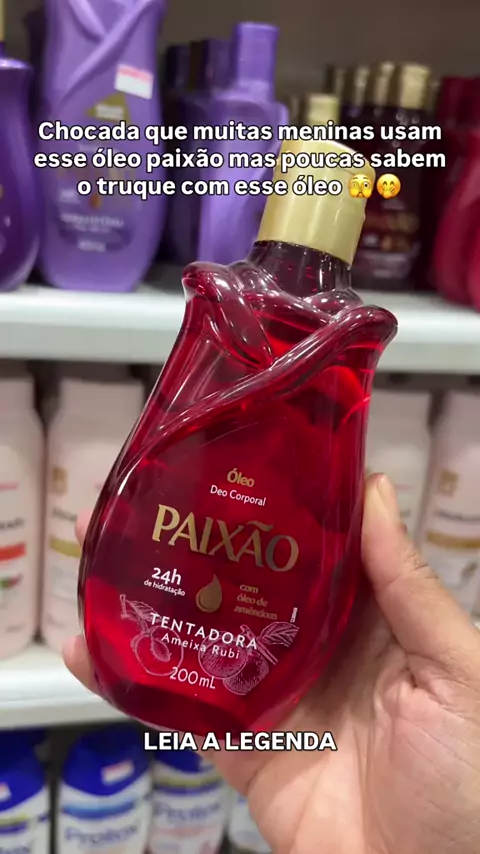 Chocada que muitas meninas usam
esse óleo paixão mas poucas sabem
o truque com esse óleo 🫣🤭
Óleo
Deo Corporal
PAIXÃO
24h
de hidratação
com
óleo de
amêndoas
TENTADORA
Ameixa Rubi
200mL
LEIA A LEGENDA
Protex